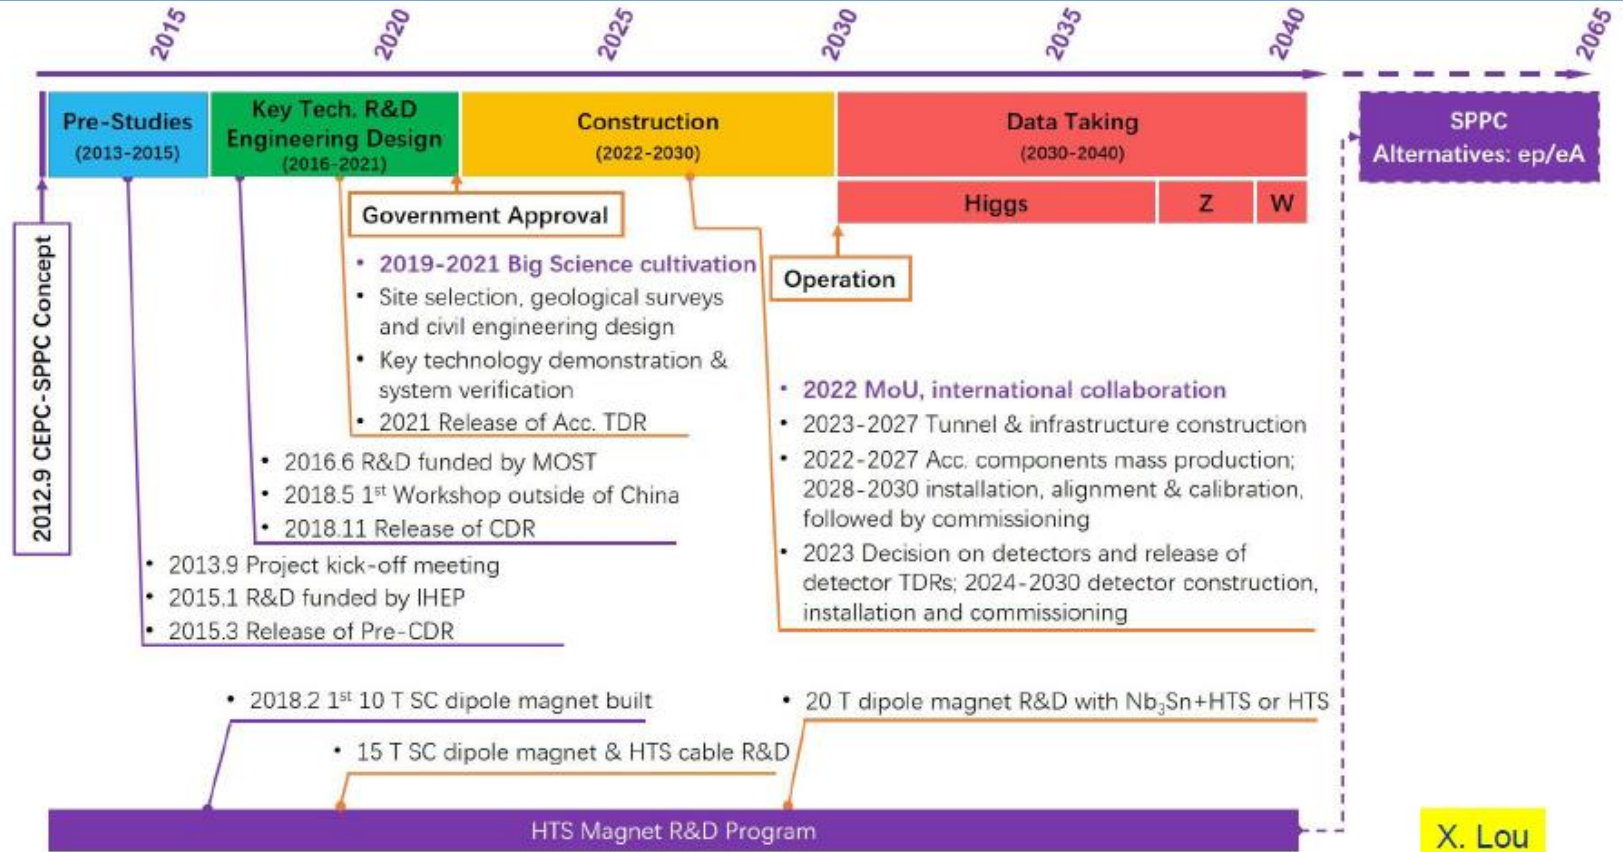 2015
2020
2025
2030
2035
2040
2065
Pre-Studies
(2013-2015)
Key Tech. R&D
Engineering Design
(2016-2021)
Construction
(2022-2030)
Data Taking
(2030-2040)
SPPC
Alternatives: ep/eA
Higgs
Z
W
2012.9 CEPC-SPPC Concept
Government Approval
Operation
• 2019-2021 Big Science cultivation
• Site selection, geological surveys
and civil engineering design
• Key technology demonstration &
system verification
• 2021 Release of Acc. TDR
• 2016.6 R&D funded by MOST
• 2018.5 1st Workshop outside of China
• 2018.11 Release of CDR
• 2013.9 Project kick-off meeting
• 2015.1 R&D funded by IHEP
• 2015.3 Release of Pre-CDR
• 2022 MoU, international collaboration
• 2023-2027 Tunnel & infrastructure construction
• 2022-2027 Acc. components mass production;
2028-2030 installation, alignment & calibration,
followed by commissioning
• 2023 Decision on detectors and release of
detector TDRs; 2024-2030 detector construction,
installation and commissioning
• 2018.2 1st 10 T SC dipole magnet built
• 15 T SC dipole magnet & HTS cable R&D
• 20 T dipole magnet R&D with Nb3Sn+HTS or HTS
HTS Magnet R&D Program
X. Lou